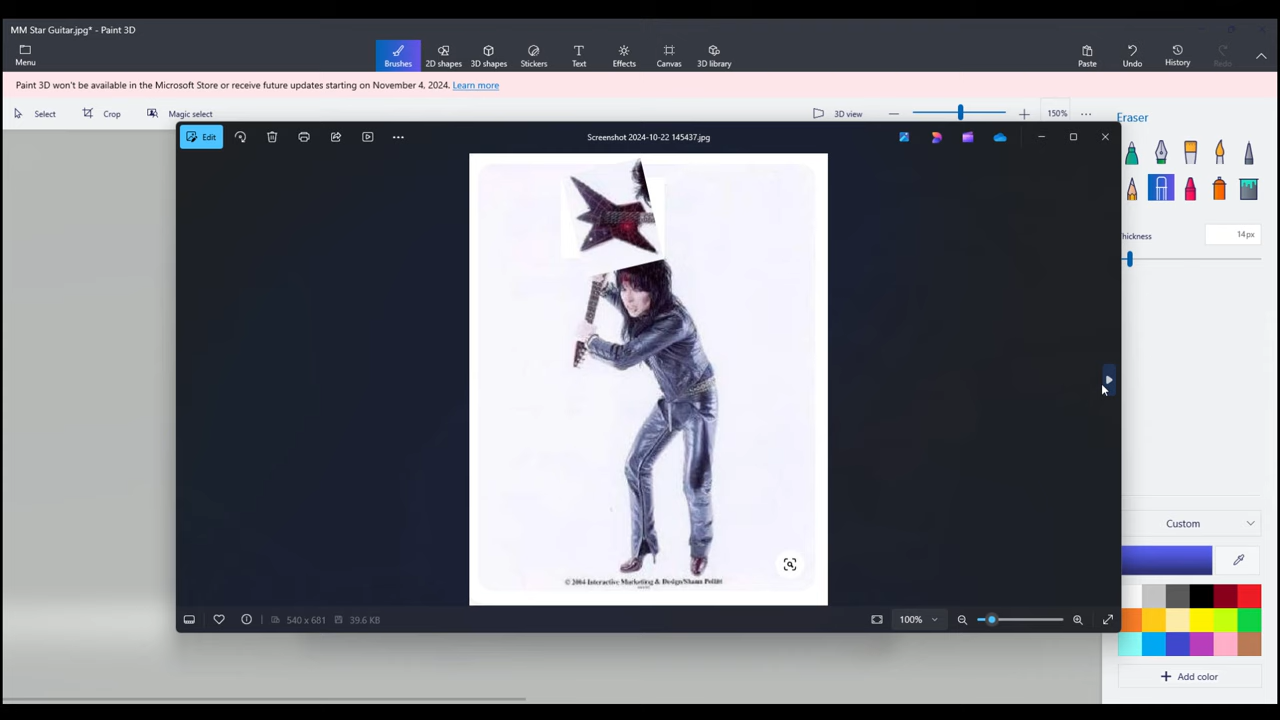 MM Star Guitar.jpg* - Paint 3D
Menu
Brushes
2D shapes
3D shapes
Stickers
Text
Effects
Canvas
3D library
Paste
Undo
History
Redo
Paint 3D won't be available in the Microsoft Store or receive future updates starting on November 4, 2024. Learn more
Select
Crop
Magic select
3D view
150%
Eraser
Edit
Screenshot 2024-10-22 145437.jpg
Thickness
14px
© 2004 Interactive Marketing & Design/Shaun Pollitt
Custom
540 x 681
39.6 KB
100%
Add color